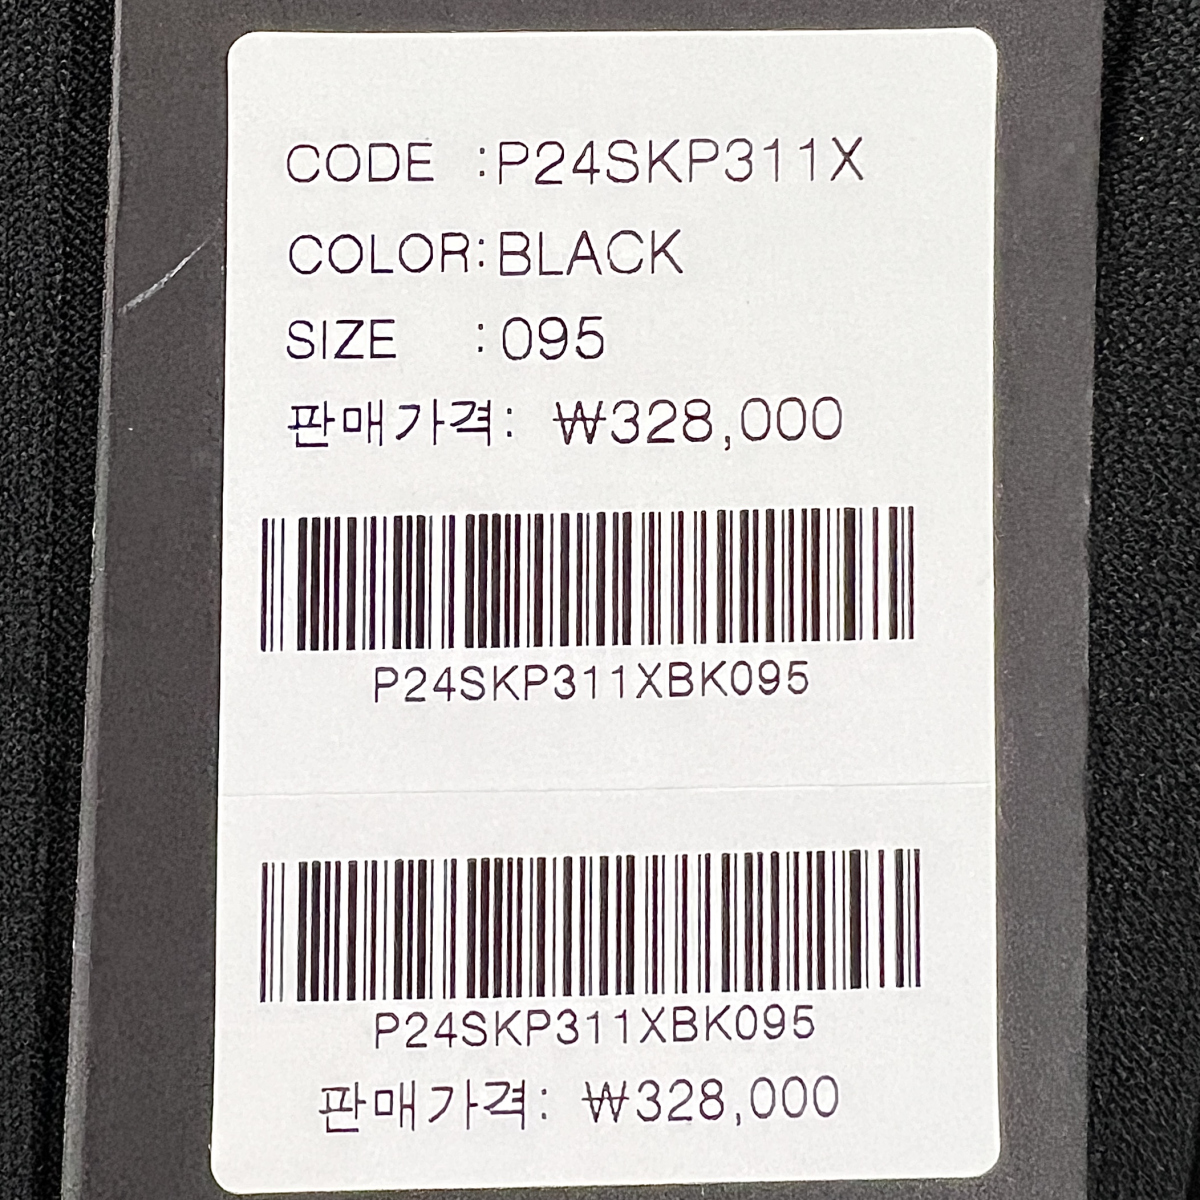 CODE :P24SKP311X
COLOR:BLACK
SIZE :095
판매가격: ₩328,000
P24SKP311XBK095
P24SKP311XBK095
판매가격: ₩328,000